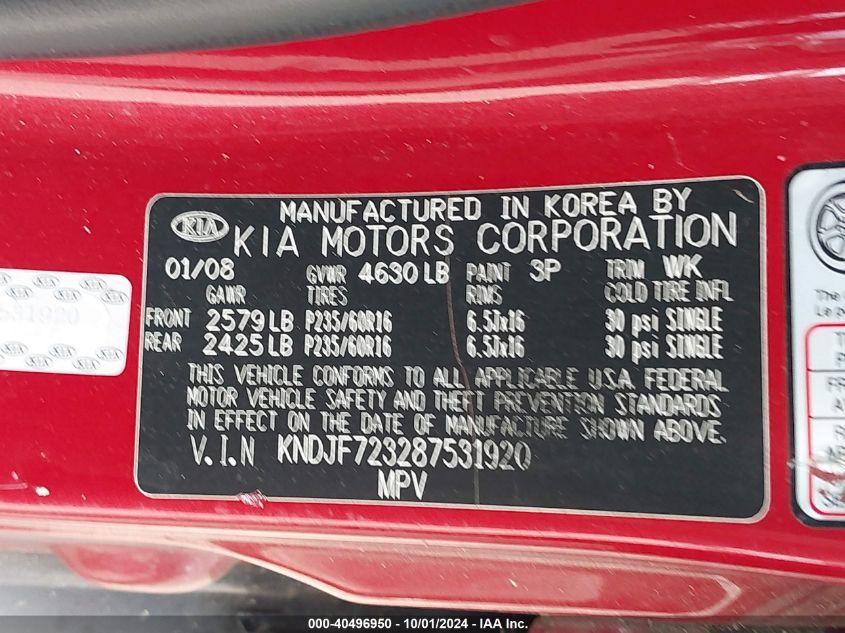 MANUFACTURED IN KOREA BY
KIA KIA MOTORS CORPORATION
01/08 GVWR 4630 LB PAINT 3P TRIM WK
GAWR TIRES RIMS COLD TIRE INFL
FRONT 2579 LB P235/60R16 6.5Jx16 30 psi SINGLE
REAR 2425 LB P235/60R16 6.5Jx16 30 psi SINGLE
THIS VEHICLE CONFORMS TO ALL APPLICABLE U.S.A. FEDERAL
MOTOR VEHICLE SAFETY AND THEFT PREVENTION STANDARDS
IN EFFECT ON THE DATE OF MANUFACTURE SHOWN ABOVE.
V.I.N KNDJF723287531920
MPV
531920
The
Le p
000-40496950 - 10/01/2024 - IAA Inc.